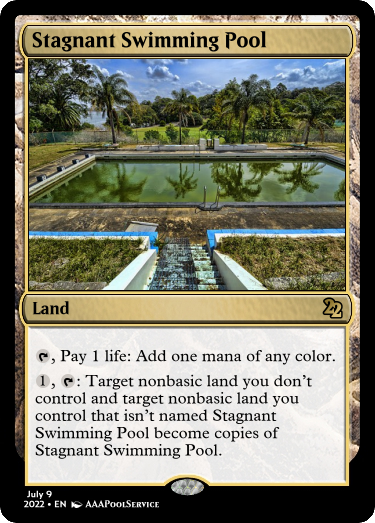 Stagnant Swimming Pool
Land
, Pay 1 life: Add one mana of any color.
1, : Target nonbasic land you don't
control and target nonbasic land you
control that isn't named Stagnant
Swimming Pool become copies of
Stagnant Swimming Pool.
July 9
2022 • EN AAAPoolService